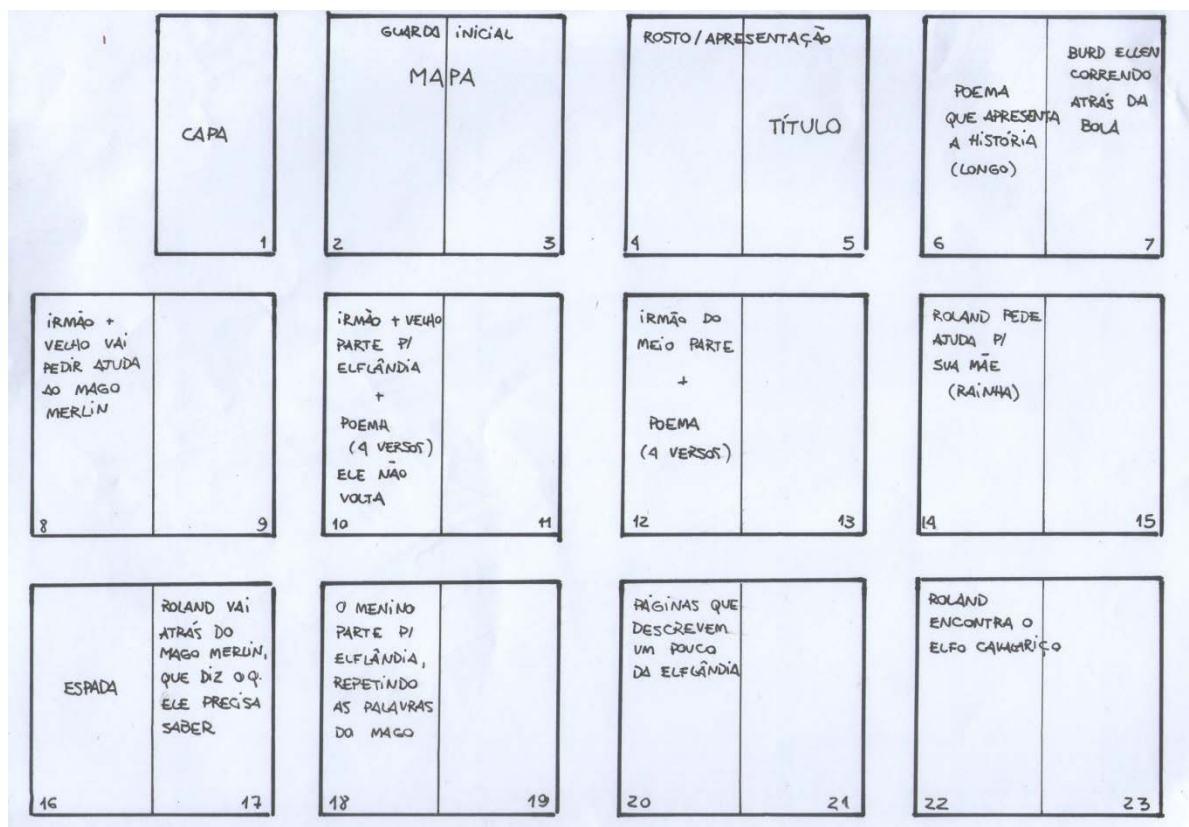 CAPA
1
GUARDA INICIAL
MAPA
2
3
ROSTO/APRESENTAÇÃO
TÍTULO
4
5
POEMA
QUE APRESENTA
A HISTÓRIA
(LONGO)
6
BURD ELLEN
CORRENDO
ATRÁS DA
BOLA
7
IRMÃO +
VELHO VAI
PEDIR AJUDA
AO MAGO
MERLIN
8
9
IRMÃO + VELHO
PARTE P/
ELFLÂNDIA
+
POEMA
(4 VERSOS)
ELE NÃO
VOLTA
10
11
IRMÃO DO
MEIO PARTE
+
POEMA
(4 VERSOS)
12
13
ROLAND PEDE
AJUDA P/
SUA MÃE
(RAINHA)
14
15
ESPADA
16
ROLAND VAI
ATRÁS DO
MAGO MERLIN,
QUE DIZ O Q.
ELE PRECISA
SABER
17
O MENINO
PARTE P/
ELFLÂNDIA,
REPETINDO
AS PALAVRAS
DO MAGO
18
19
PÁGINAS QUE
DESCREVEM
UM POUCO
DA ELFLÂNDIA
20
21
ROLAND
ENCONTRA O
ELFO CAVALARIÇO
22
23